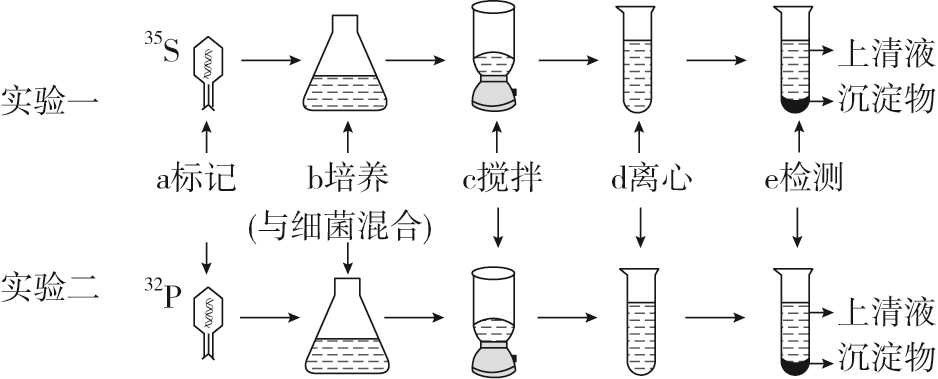 35S
上清液
沉淀物
实验一
a标记 b培养 c搅拌 d离心 e检测
(与细菌混合)
实验二
32P
上清液
沉淀物